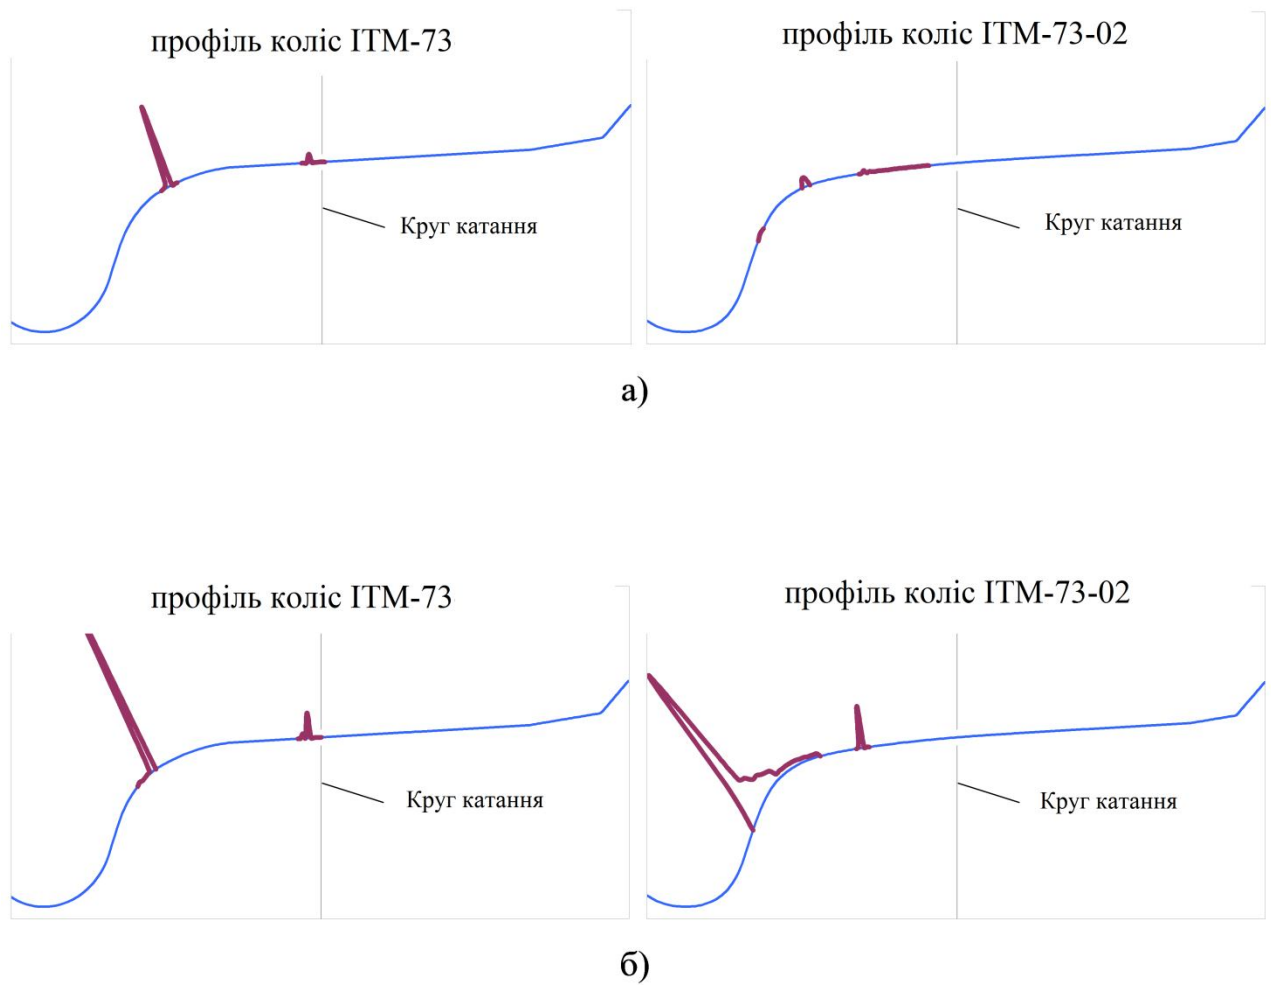 профіль коліс ІТМ-73
профіль коліс ІТМ-73-02
Круг катання
Круг катання
а)
профіль коліс ІТМ-73
профіль коліс ІТМ-73-02
Круг катання
Круг катання
б)